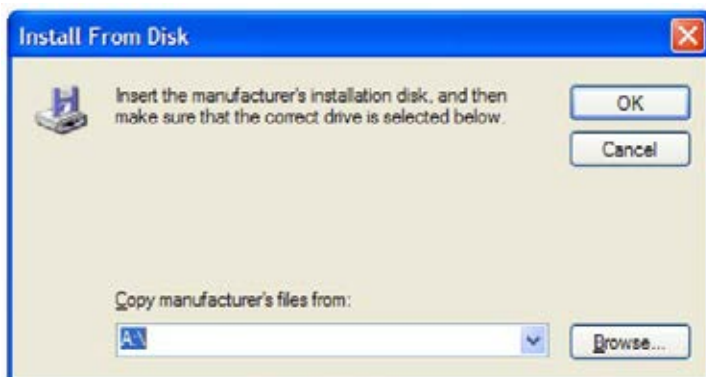 Install From Disk
Insert the manufacturer's installation disk, and then
make sure that the correct drive is selected below.
OK
Cancel
Copy manufacturer's files from:
A:\
Browse...